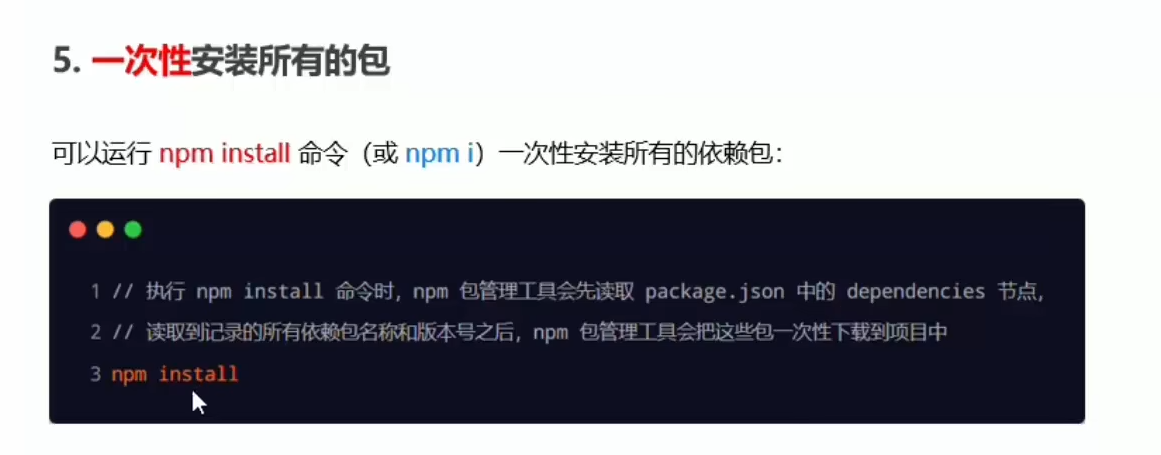 5. 一次性安装所有的包
可以运行 npm install 命令（或 npm i）一次性安装所有的依赖包：
1 // 执行 npm install 命令时，npm 包管理工具会先读取 package.json 中的 dependencies 节点，
2 // 读取到记录的所有依赖包名称和版本号之后，npm 包管理工具会把这些包一次性下载到项目中
3 npm install